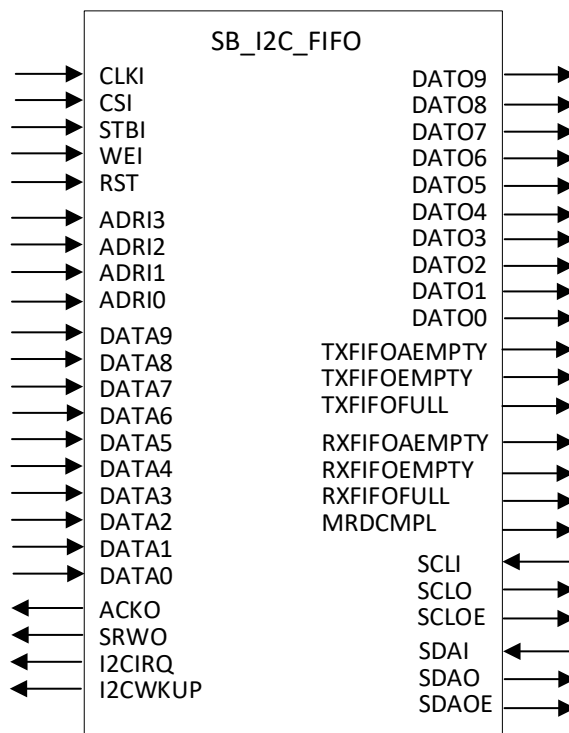 SB_I2C_FIFO
CLKI
CSI
STBI
WEI
RST
ADRI3
ADRI2
ADRI1
ADRI0
DATA9
DATA8
DATA7
DATA6
DATA5
DATA4
DATA3
DATA2
DATA1
DATA0
ACKO
SRWO
I2CIRQ
I2CWKUP
DATO9
DATO8
DATO7
DATO6
DATO5
DATO4
DATO3
DATO2
DATO1
DATO0
TXFIFOAEMPTY
TXFIFOEMPTY
TXFIFOFULL
RXFIFOAEMPTY
RXFIFOEMPTY
RXFIFOFULL
MRDCMPL
SCLI
SCLO
SCLOE
SDAI
SDAO
SDAOE